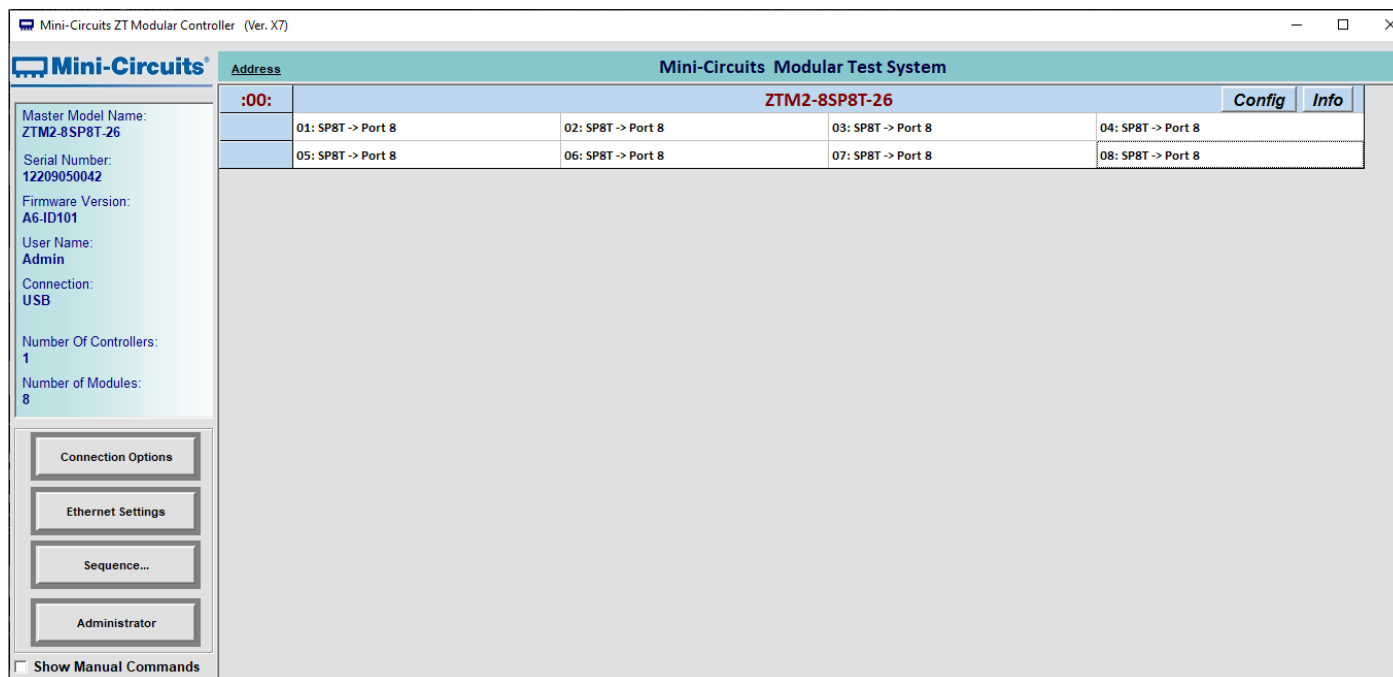 Mini-Circuits ZT Modular Controller (Ver. X7)
Mini-Circuits®
Address
Mini-Circuits Modular Test System
:00:
ZTM2-8SP8T-26
Config
Info
01: SP8T -> Port 8
02: SP8T -> Port 8
03: SP8T -> Port 8
04: SP8T -> Port 8
05: SP8T -> Port 8
06: SP8T -> Port 8
07: SP8T -> Port 8
08: SP8T -> Port 8
Master Model Name:
ZTM2-8SP8T-26
Serial Number:
12209050042
Firmware Version:
A6-ID101
User Name:
Admin
Connection:
USB
Number Of Controllers:
1
Number of Modules:
8
Connection Options
Ethernet Settings
Sequence...
Administrator
Show Manual Commands